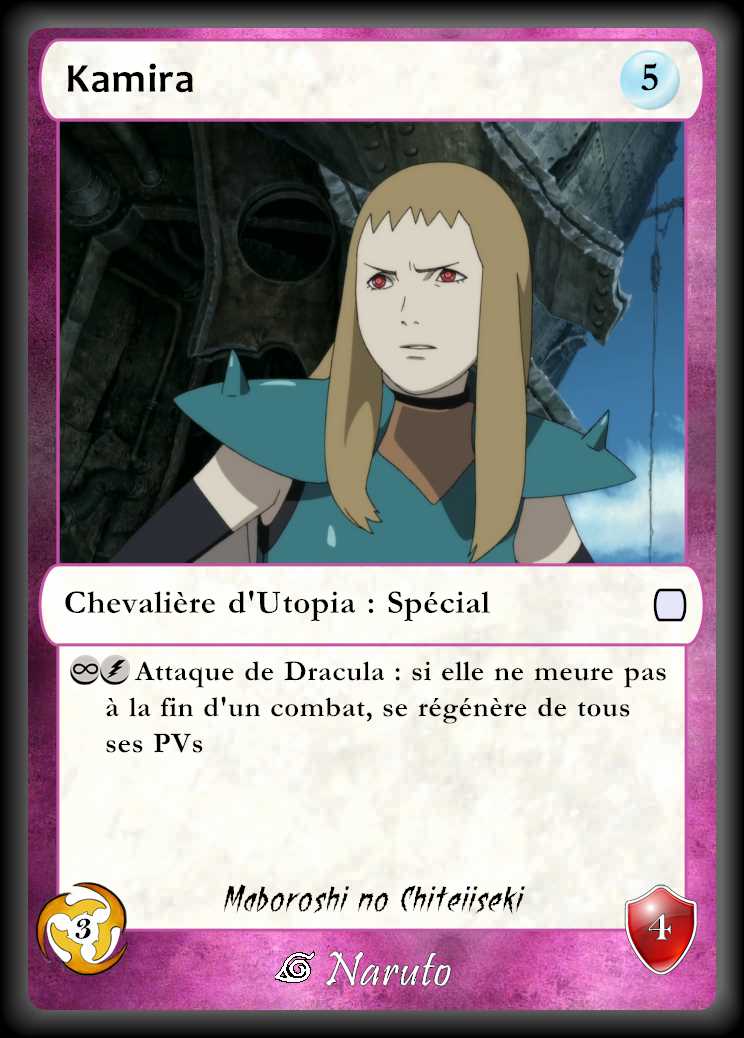 Kamira
5
Chevalière d'Utopia : Spécial
Attaque de Dracula : si elle ne meure pas
à la fin d'un combat, se régénère de tous
ses PVs
Maboroshi no Chiteiiseki
3
4
Naruto